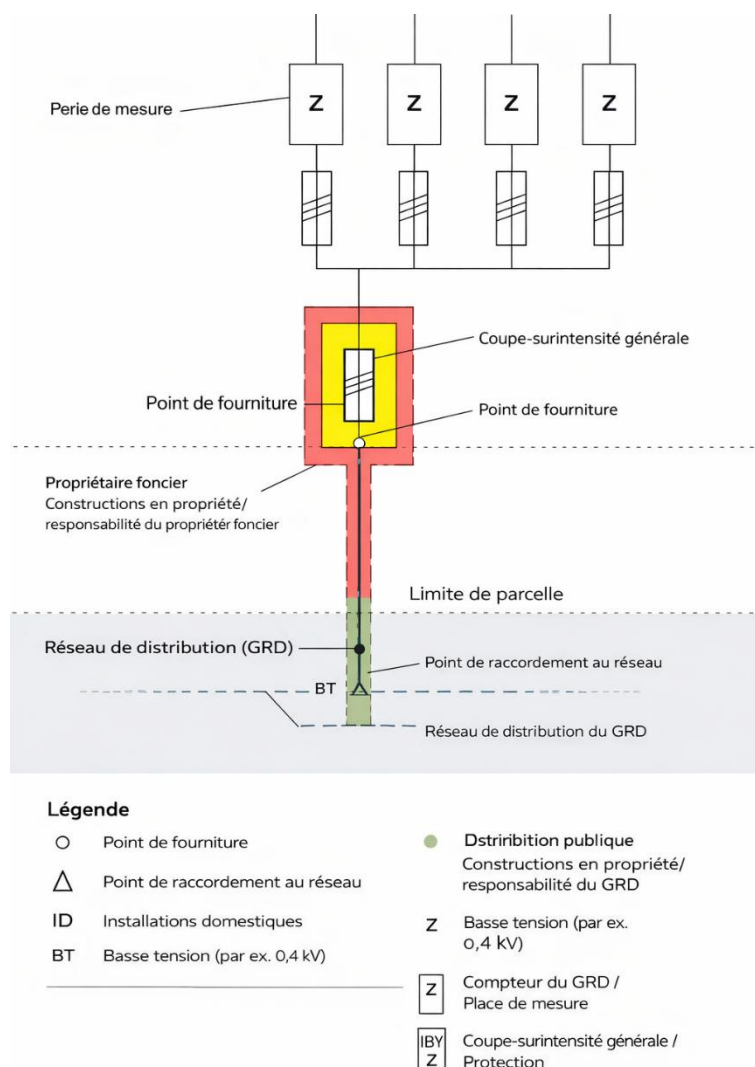 Z Z Z Z
Perie de mesure
Coupe-surintensité générale
Point de fourniture
Point de fourniture
Propriétaire foncier
Constructions en propriété/
responsabilité du propriétér foncier
Limite de parcelle
Réseau de distribution (GRD)
Point de raccordement au réseau
BT
Réseau de distribution du GRD
Légende
Point de fourniture
Point de raccordement au réseau
ID Installations domestiques
BT Basse tension (par ex. 0,4 kV)
Dstrinbition publique
Constructions en propriété/
responsabilité du GRD
Z Basse tension (par ex.
0,4 kV)
Z Compteur du GRD /
Place de mesure
IBY
Z
Coupe-surintensité générale /
Protection